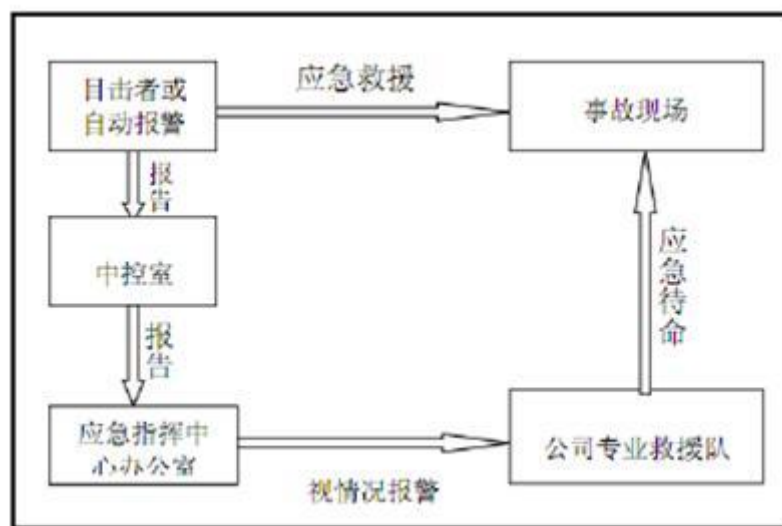 目击者或
自动报警
应急救援
事故现场
报告
中控室
报告
应急待命
应急指挥中
心办公室
视情况报警
公司专业救援队